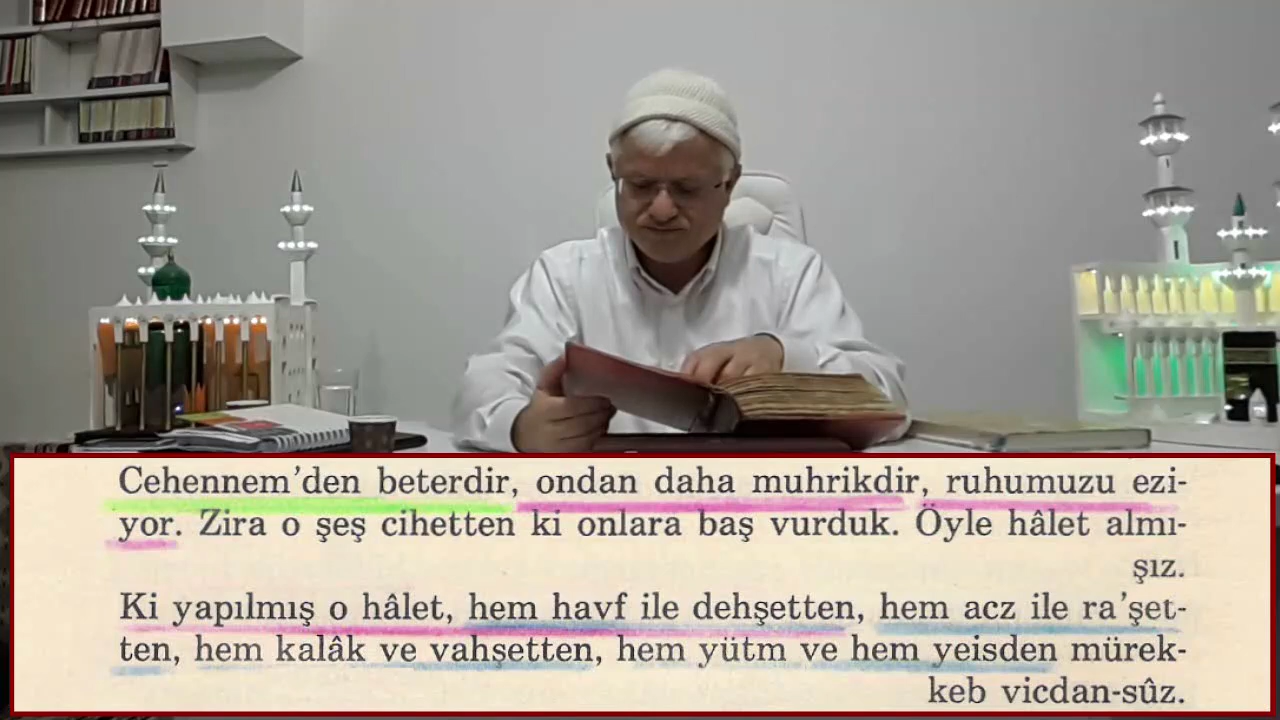 Cehennem'den beterdir, ondan daha muhrikdir, ruhumuzu ezi-
yor. Zira o şeş cihetten ki onlara baş vurduk. Öyle hâlet almı-
şız.
Ki yapılmış o hâlet, hem havf ile dehşetten, hem acz ile ra'şet-
ten, hem kalâk ve vahşetten, hem yütm ve hem yeisden mürek-
keb vicdan-sûz.